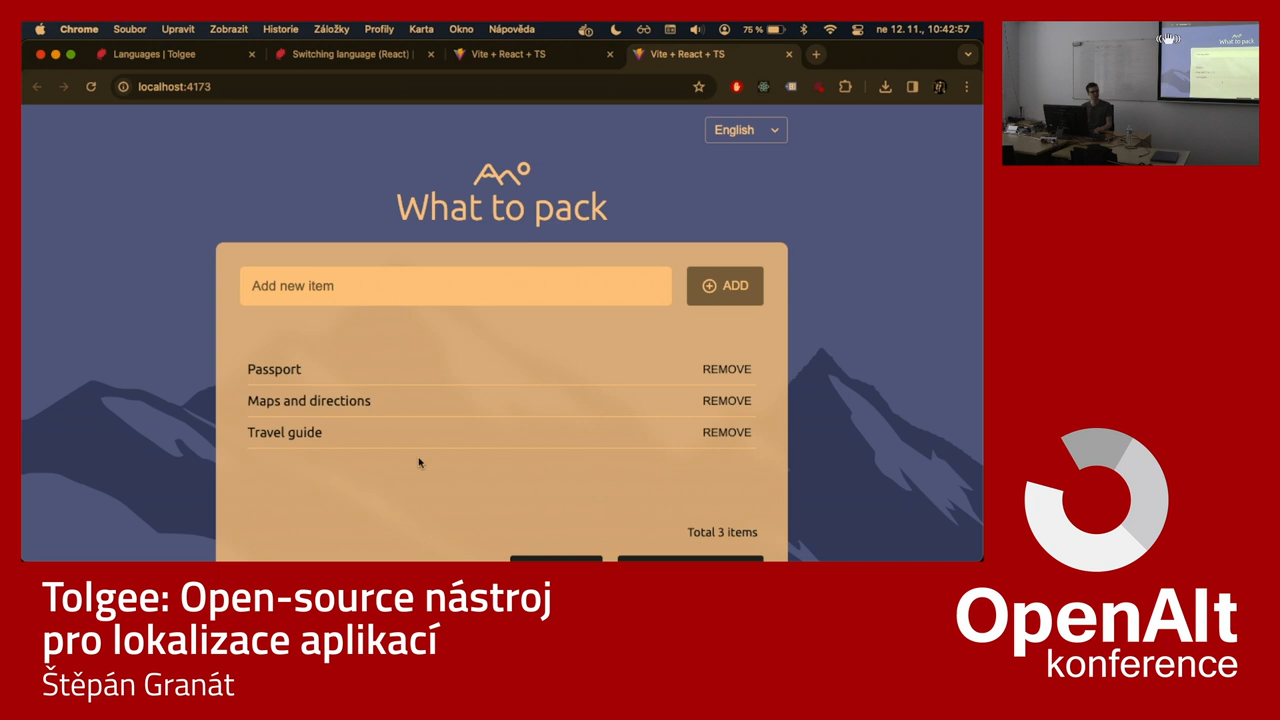 Chrome Soubor Upravit Zobrazit Historie Záložky Profily Karta Okno Nápověda 75 % ne 12. 11., 10:42:57
Languages | Tolgee Switching language (React) | Vite + React + TS Vite + React + TS
localhost:4173
English
What to pack
What to pack
Add new item ADD
Passport REMOVE
Maps and directions REMOVE
Travel guide REMOVE
Total 3 items
Tolgee: Open-source nástroj
pro lokalizace aplikací
Štěpán Granát
OpenAlt
konference